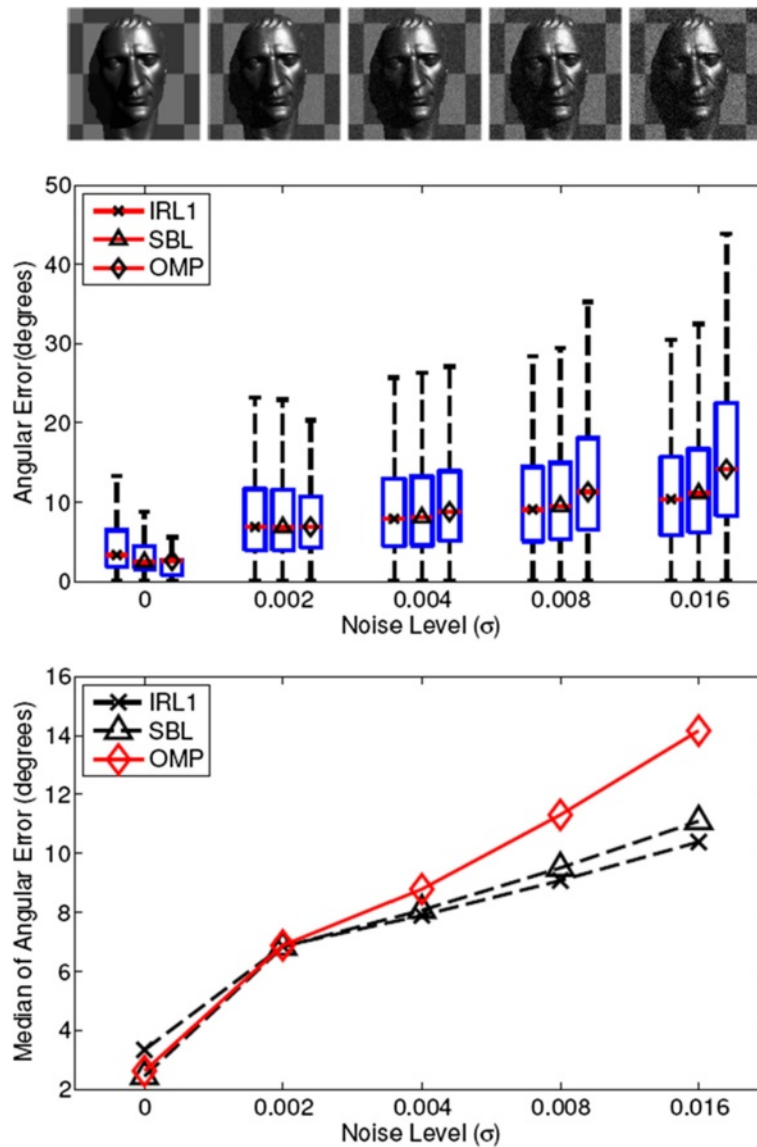 50
40
30
20
10
0
Angular Error(degrees)
IRL1
SBL
OMP
0 0.002 0.004 0.008 0.016
Noise Level (σ)
16
14
12
10
8
6
4
2
Median of Angular Error (degrees)
IRL1
SBL
OMP
0 0.002 0.004 0.008 0.016
Noise Level (σ)